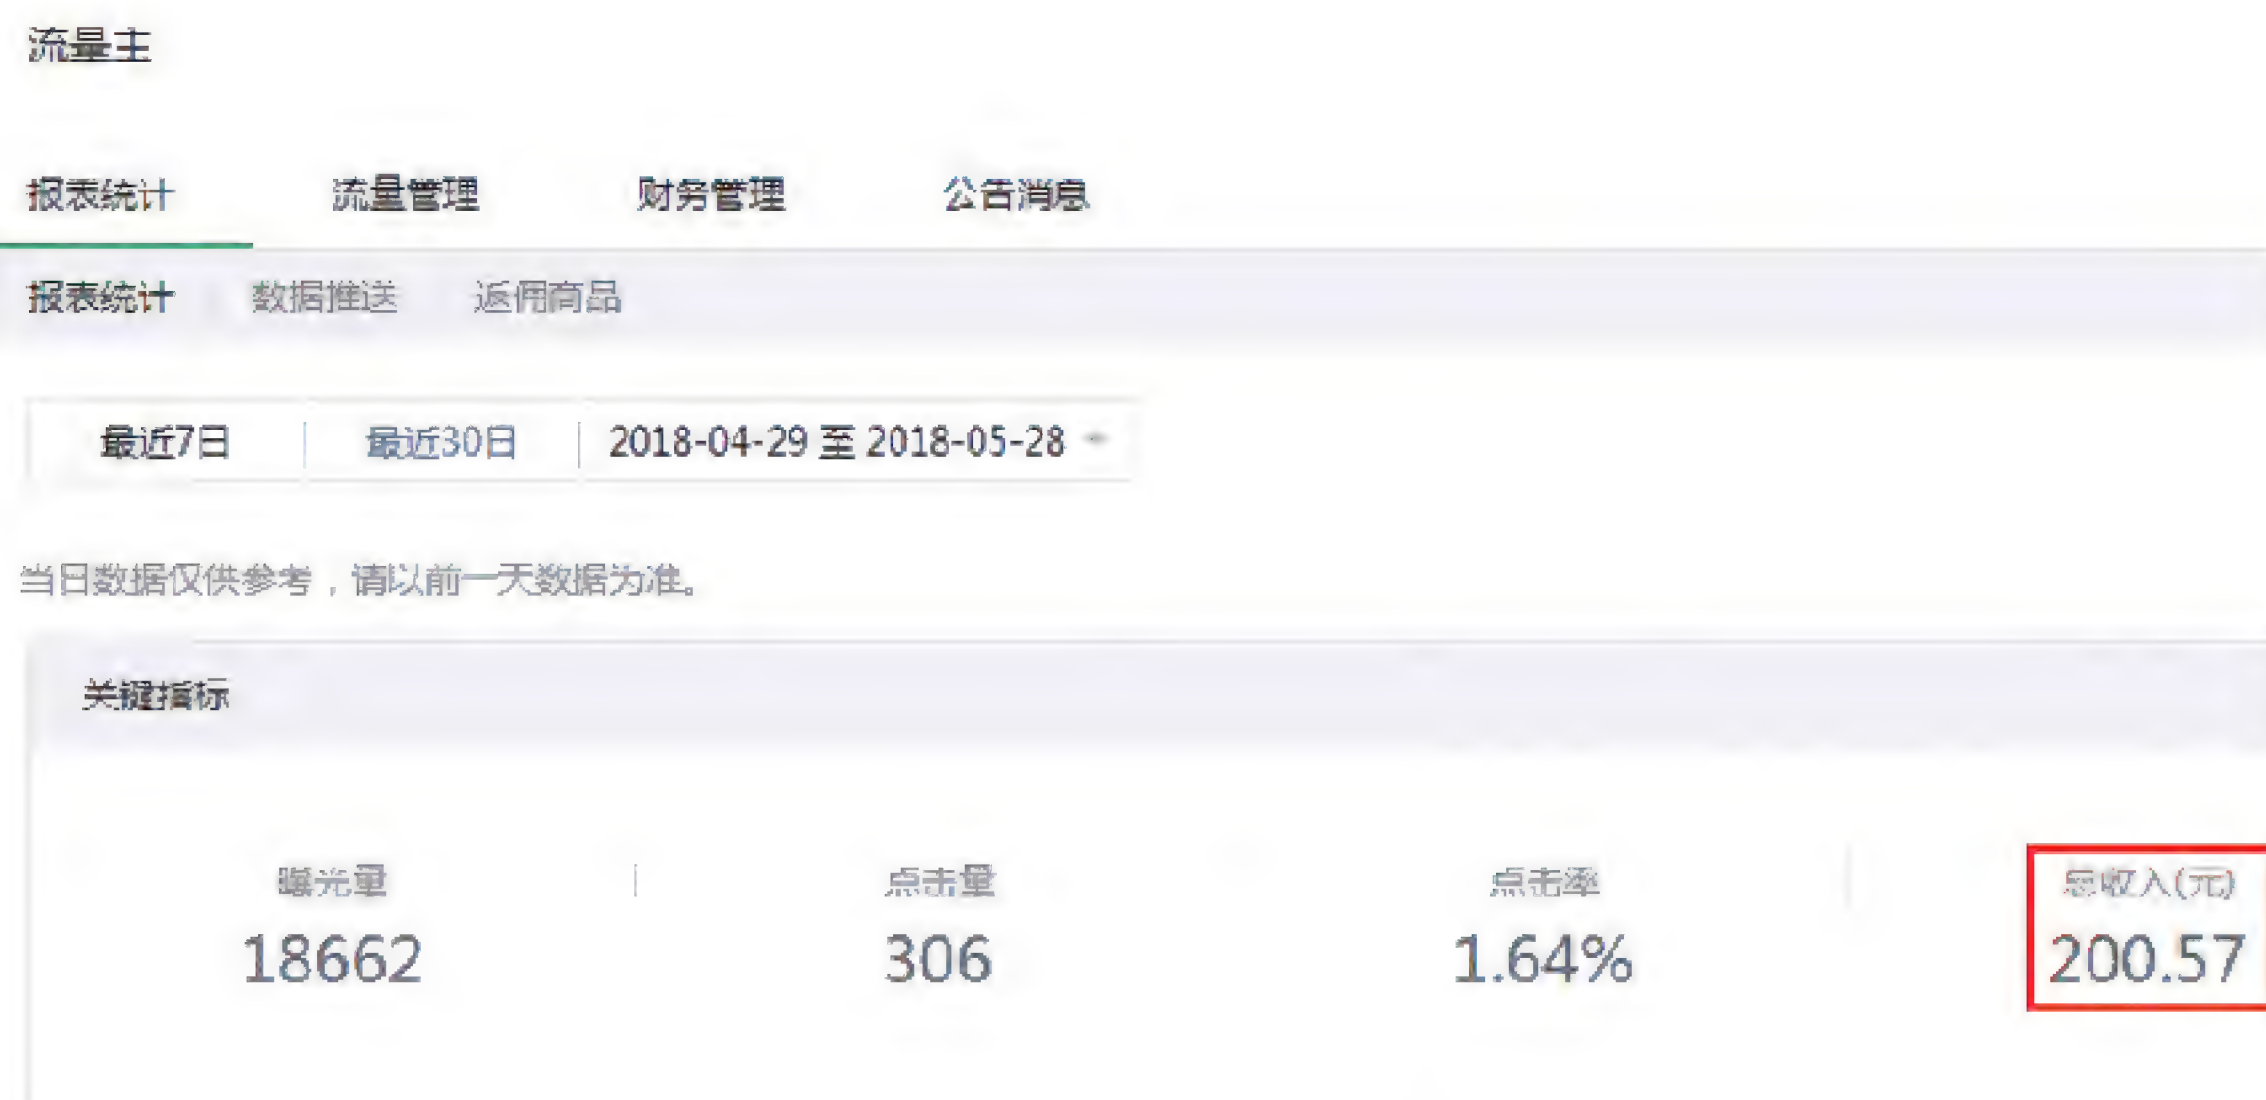 流量主
报表统计 流量管理 财务管理 公告消息
报表统计 数据推送 返佣商品
最近7日 最近30日 2018-04-29 至 2018-05-28
当日数据仅供参考，请以前一天数据为准。
关键指标
曝光量 点击量 点击率 总收入(元)
18662 306 1.64% 200.57